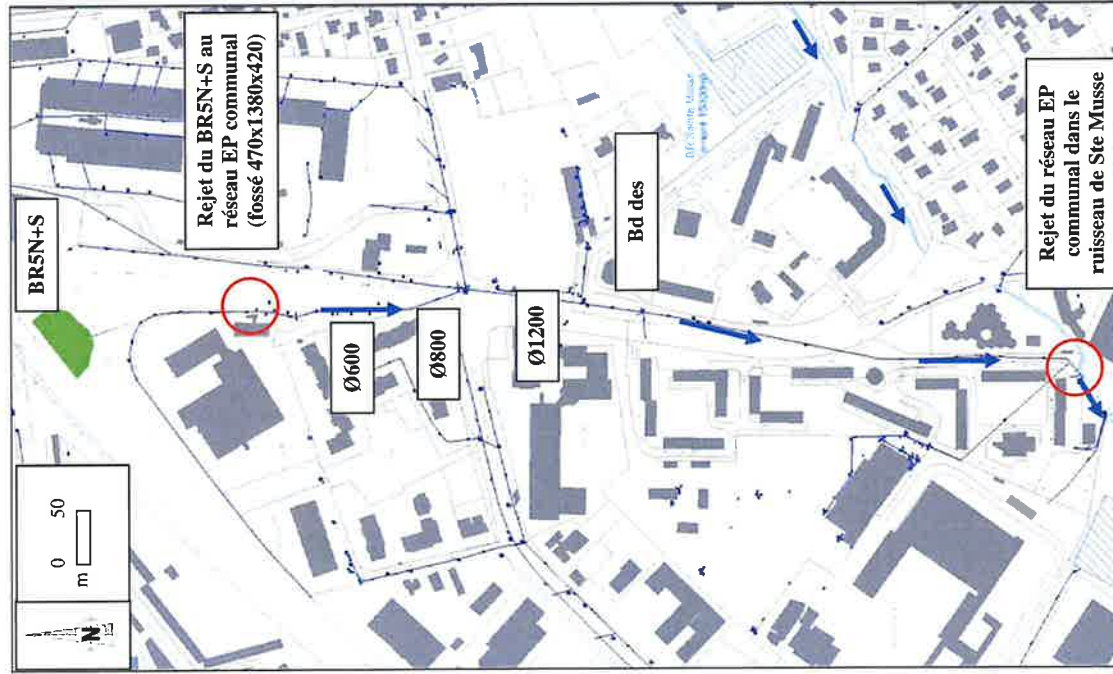 BR5N+S
Rejet du BR5N+S au
réseau EP communal
(fossé 470x1380x420)
0 50
m
N
Ø600
Ø800
Ø1200
Bd des
Rejet du réseau EP
communal dans le
ruisseau de Ste Musse